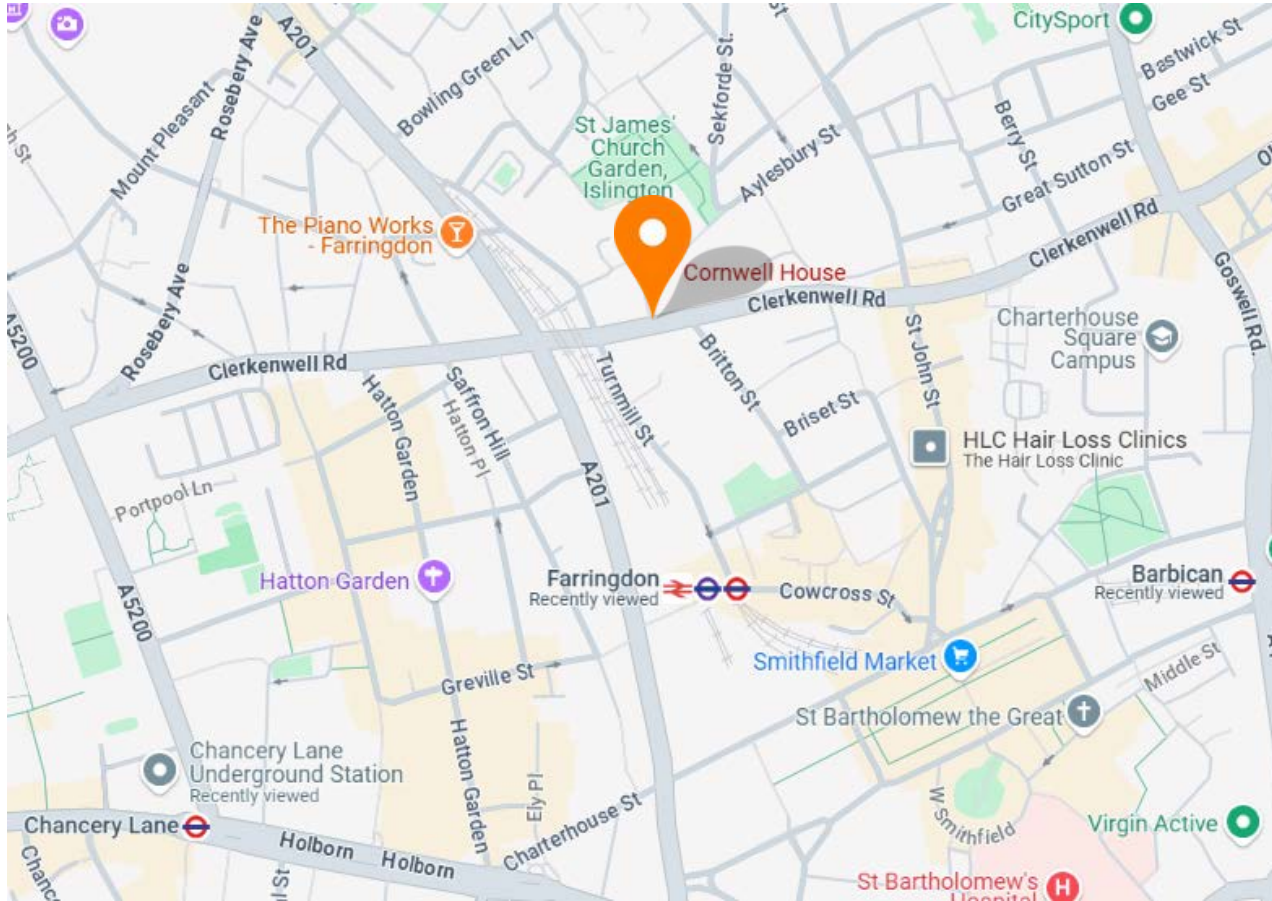 CitySport
A201
Rosebery Ave
Bowling Green Ln
Sekforde St.
Bastwick St
Gee St
Mount Pleasant
St James'
Church
Garden,
Islington
Aylesbury St
Berry St
Great Sutton St
The Piano Works
- Farringdon
Cornwell House
Clerkenwell Rd
Clerkenwell Rd
Goswell Rd.
Rosebery Ave
A5200
Clerkenwell Rd
Turnmill St
Britton St
St John St
Charterhouse
Square
Campus
Saffron Hill
Hatton Garden
Hatton Pl
Briset St
HLC Hair Loss Clinics
The Hair Loss Clinic
A201
Portpool Ln
Hatton Garden
Farringdon
Recently viewed
Cowcross St
Barbican
Recently viewed
A5200
Smithfield Market
Middle St
Greville St
St Bartholomew the Great
Hatton Garden
Chancery Lane
Underground Station
Recently viewed
Ely Pl
Charterhouse St
W Smithfield
Virgin Active
Chancery Lane
Holborn
Holborn
St Bartholomew's
Hospital